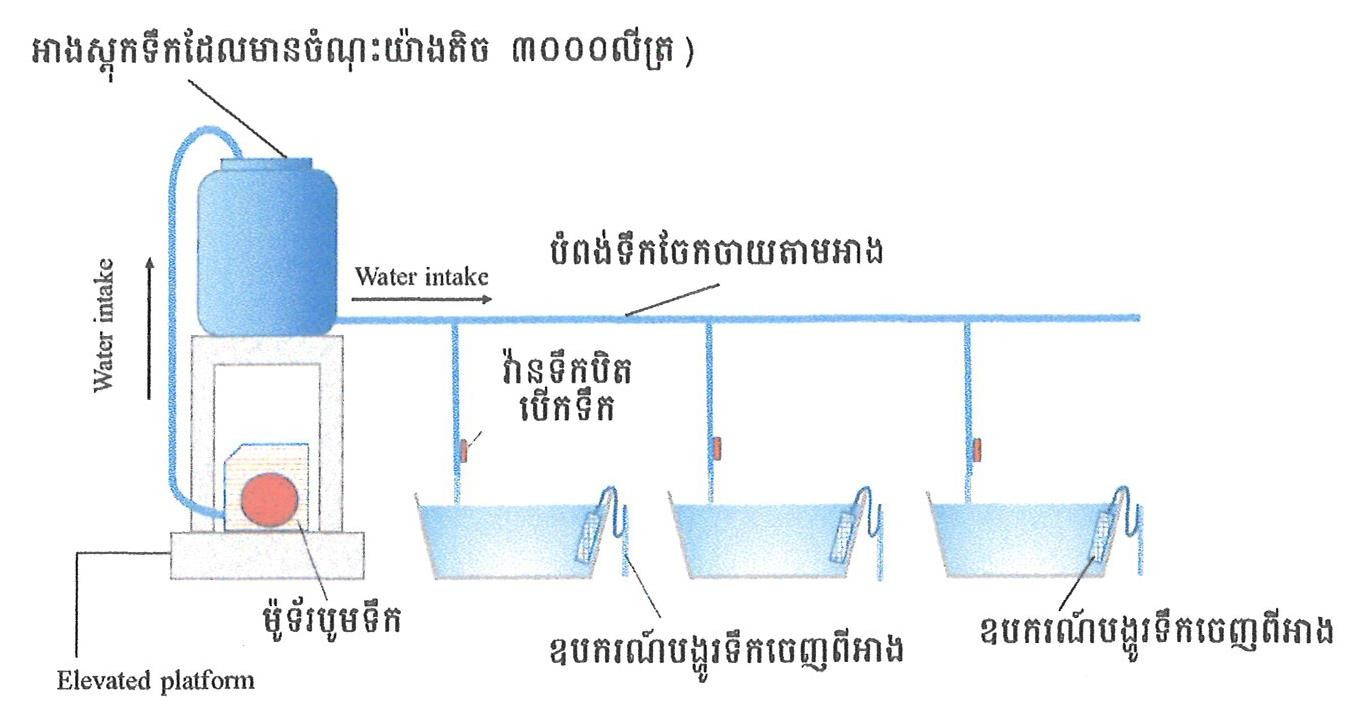 អាងស្តុកទឹកដែលមានចំណុះយ៉ាងតិច ៣០០០លីត្រ )
បំពង់ទឹកចែកចាយតាមអាង
Water intake
Water intake
វ៉ានទឹកបិត
បើកទឹក
ម៉ូទ័របូមទឹក
ឧបករណ៍បង្ហូរទឹកចេញពីអាង
ឧបករណ៍បង្ហូរទឹកចេញពីអាង
Elevated platform